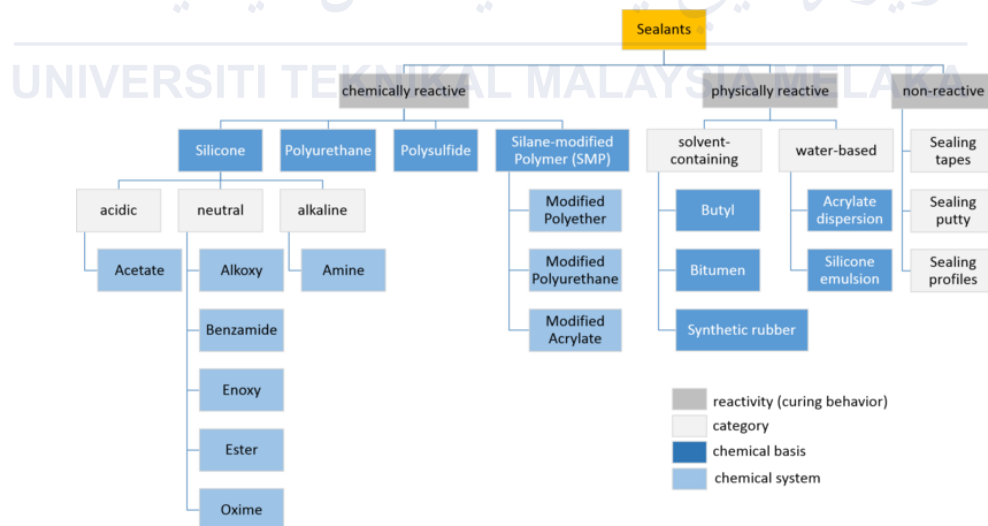 Sealants
UNIVERSITI TEKNIKAL MALAYSIA MELAKA
chemically reactive
physically reactive
non-reactive
Silicone
Polyurethane
Polysulfide
Silane-modified
Polymer (SMP)
solvent-
containing
water-based
Sealing
tapes
acidic
neutral
alkaline
Modified
Polyether
Butyl
Acrylate
dispersion
Sealing
putty
Acetate
Alkoxy
Amine
Modified
Polyurethane
Bitumen
Silicone
emulsion
Sealing
profiles
Benzamide
Modified
Acrylate
Synthetic rubber
Enoxy
Ester
Oxime
reactivity (curing behavior)
category
chemical basis
chemical system